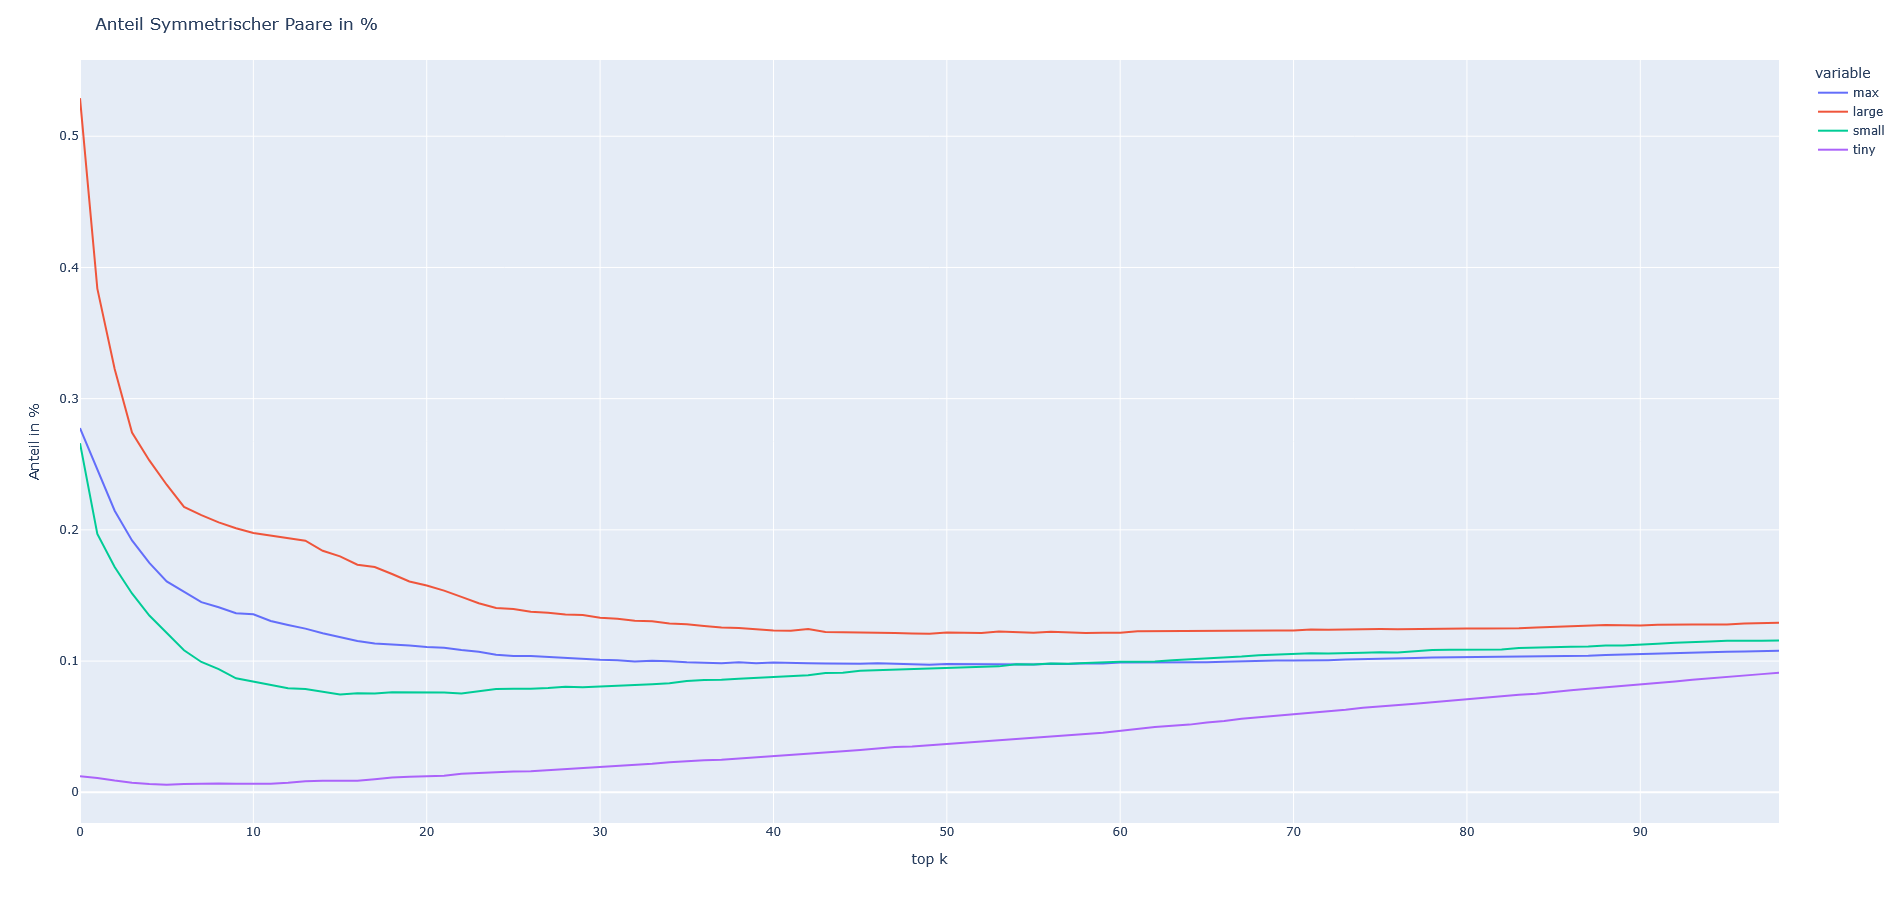 Anteil Symmetrischer Paare in %
variable
max
large
small
tiny
0.5
0.4
0.3
0.2
0.1
0
Anteil in %
0 10 20 30 40 50 60 70 80 90
top k